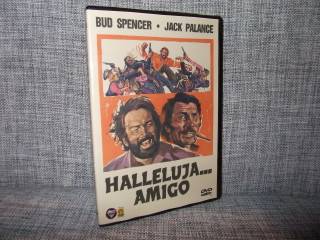 BUD SPENCER • JACK PALANCE
HALLELUJA...
AMIGO
DVD